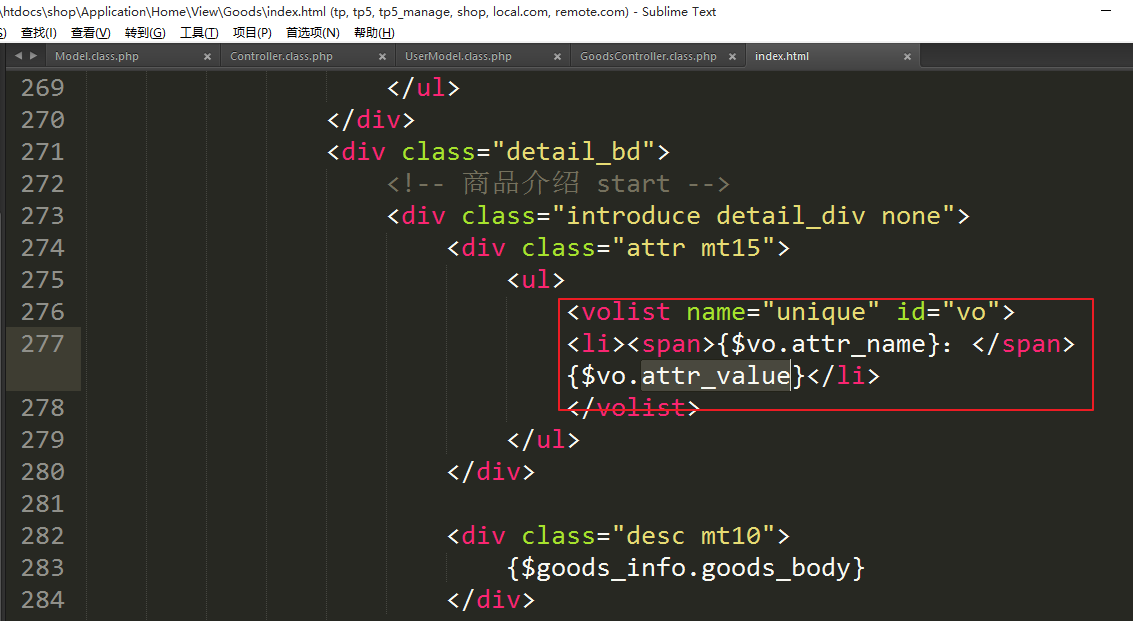 \htdocs\shop\Application\Home\View\Goods\index.html (tp, tp5, tp5_manage, shop, local.com, remote.com) - Sublime Text
S) 查找(I) 查看(V) 转到(G) 工具(T) 项目(P) 首选项(N) 帮助(H)
Model.class.php × Controller.class.php × UserModel.class.php × GoodsController.class.php × index.html ×
269 </ul>
270 </div>
271 <div class="detail_bd">
272 <!-- 商品介绍 start -->
273 <div class="introduce detail_div none">
274 <div class="attr mt15">
275 <ul>
276 <volist name="unique" id="vo">
277 <li><span>{$vo.attr_name}：</span>
{$vo.attr_value}</li>
278 </volist>
279 </ul>
280 </div>
281
282 <div class="desc mt10">
283 {$goods_info.goods_body}
284 </div>